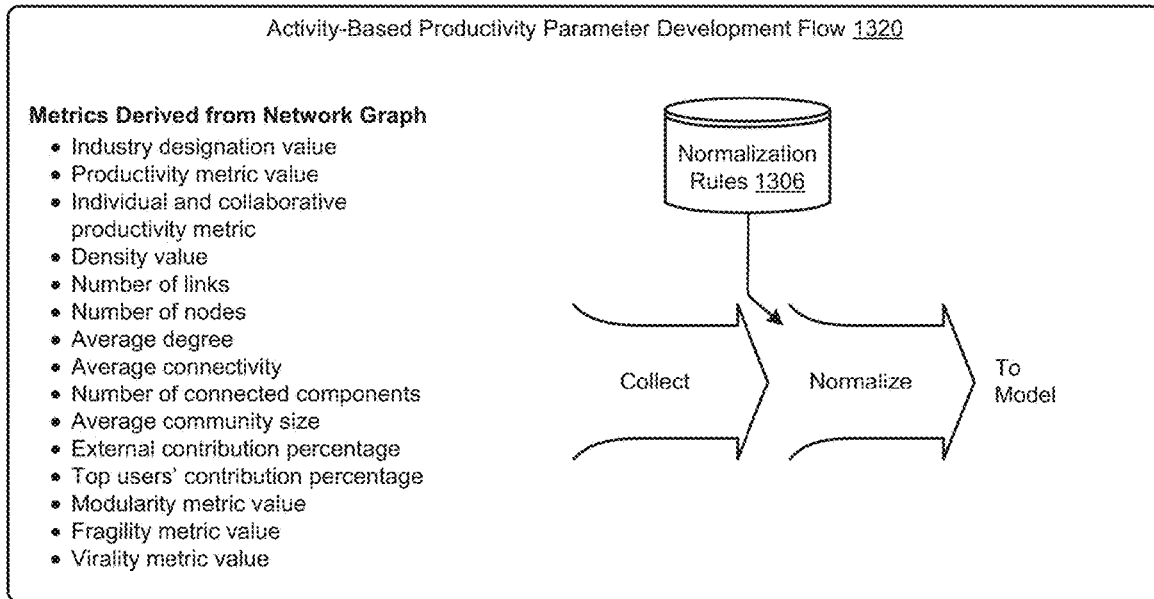 Activity-Based Productivity Parameter Development Flow 1320
Metrics Derived from Network Graph
• Industry designation value
• Productivity metric value
• Individual and collaborative
productivity metric
• Density value
• Number of links
• Number of nodes
• Average degree
• Average connectivity
• Number of connected components
• Average community size
• External contribution percentage
• Top users' contribution percentage
• Modularity metric value
• Fragility metric value
• Virality metric value
Normalization
Rules 1306
Collect
Normalize
To
Model